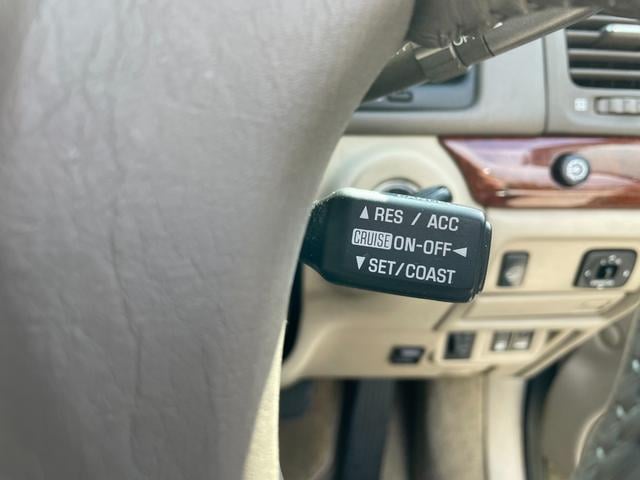 ▲RES / ACC
CRUISE ON-OFF◄
▼SET/COAST